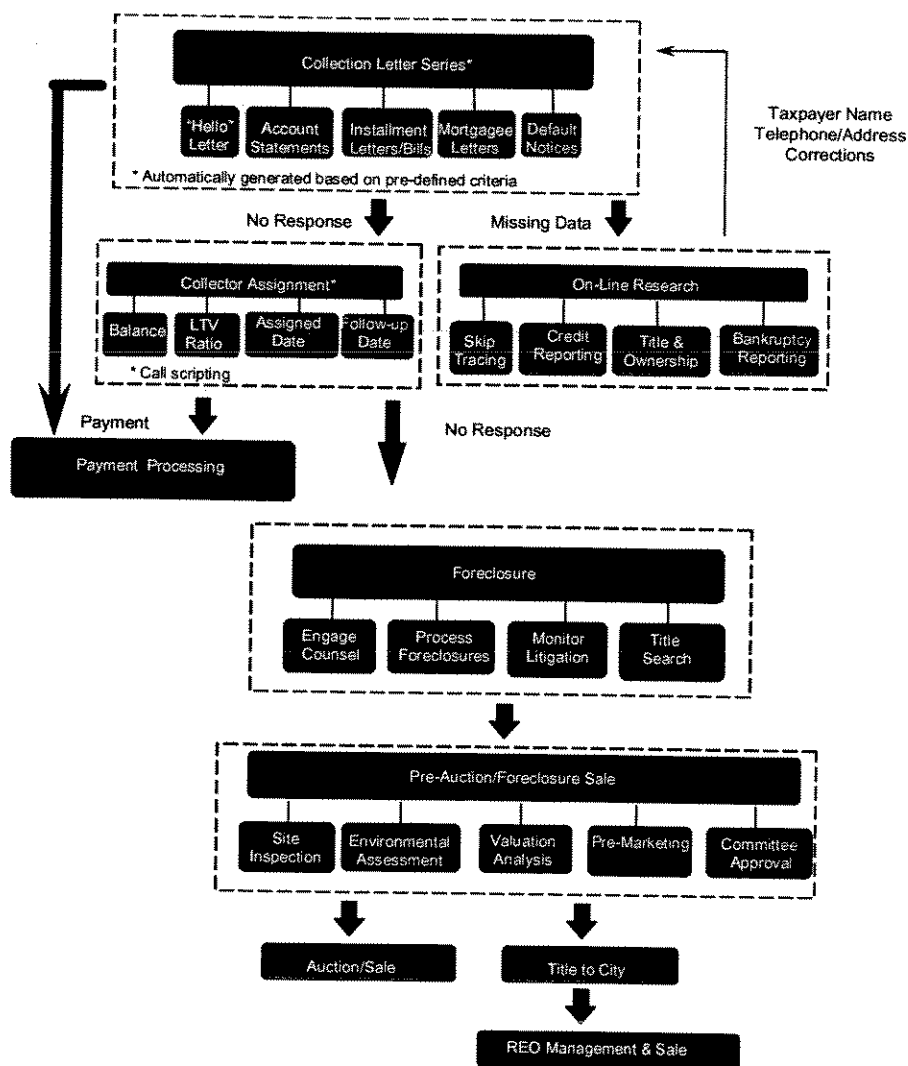 Collection Letter Series*
"Hello"
Letter
Account
Statements
Installment
Letters/Bills
Mortgagee
Letters
Default
Notices
* Automatically generated based on pre-defined criteria
Taxpayer Name
Telephone/Address
Corrections
No Response
Missing Data
Collector Assignment*
Balance
LTV
Ratio
Assigned
Date
Follow-up
Date
* Call scripting
On-Line Research
Skip
Tracing
Credit
Reporting
Title &
Ownership
Bankruptcy
Reporting
Payment
No Response
Payment Processing
Foreclosure
Engage
Counsel
Process
Foreclosures
Monitor
Litigation
Title
Search
Pre-Auction/Foreclosure Sale
Site
Inspection
Environmental
Assessment
Valuation
Analysis
Pre-Marketing
Committee
Approval
Auction/Sale
Title to City
REO Management & Sale